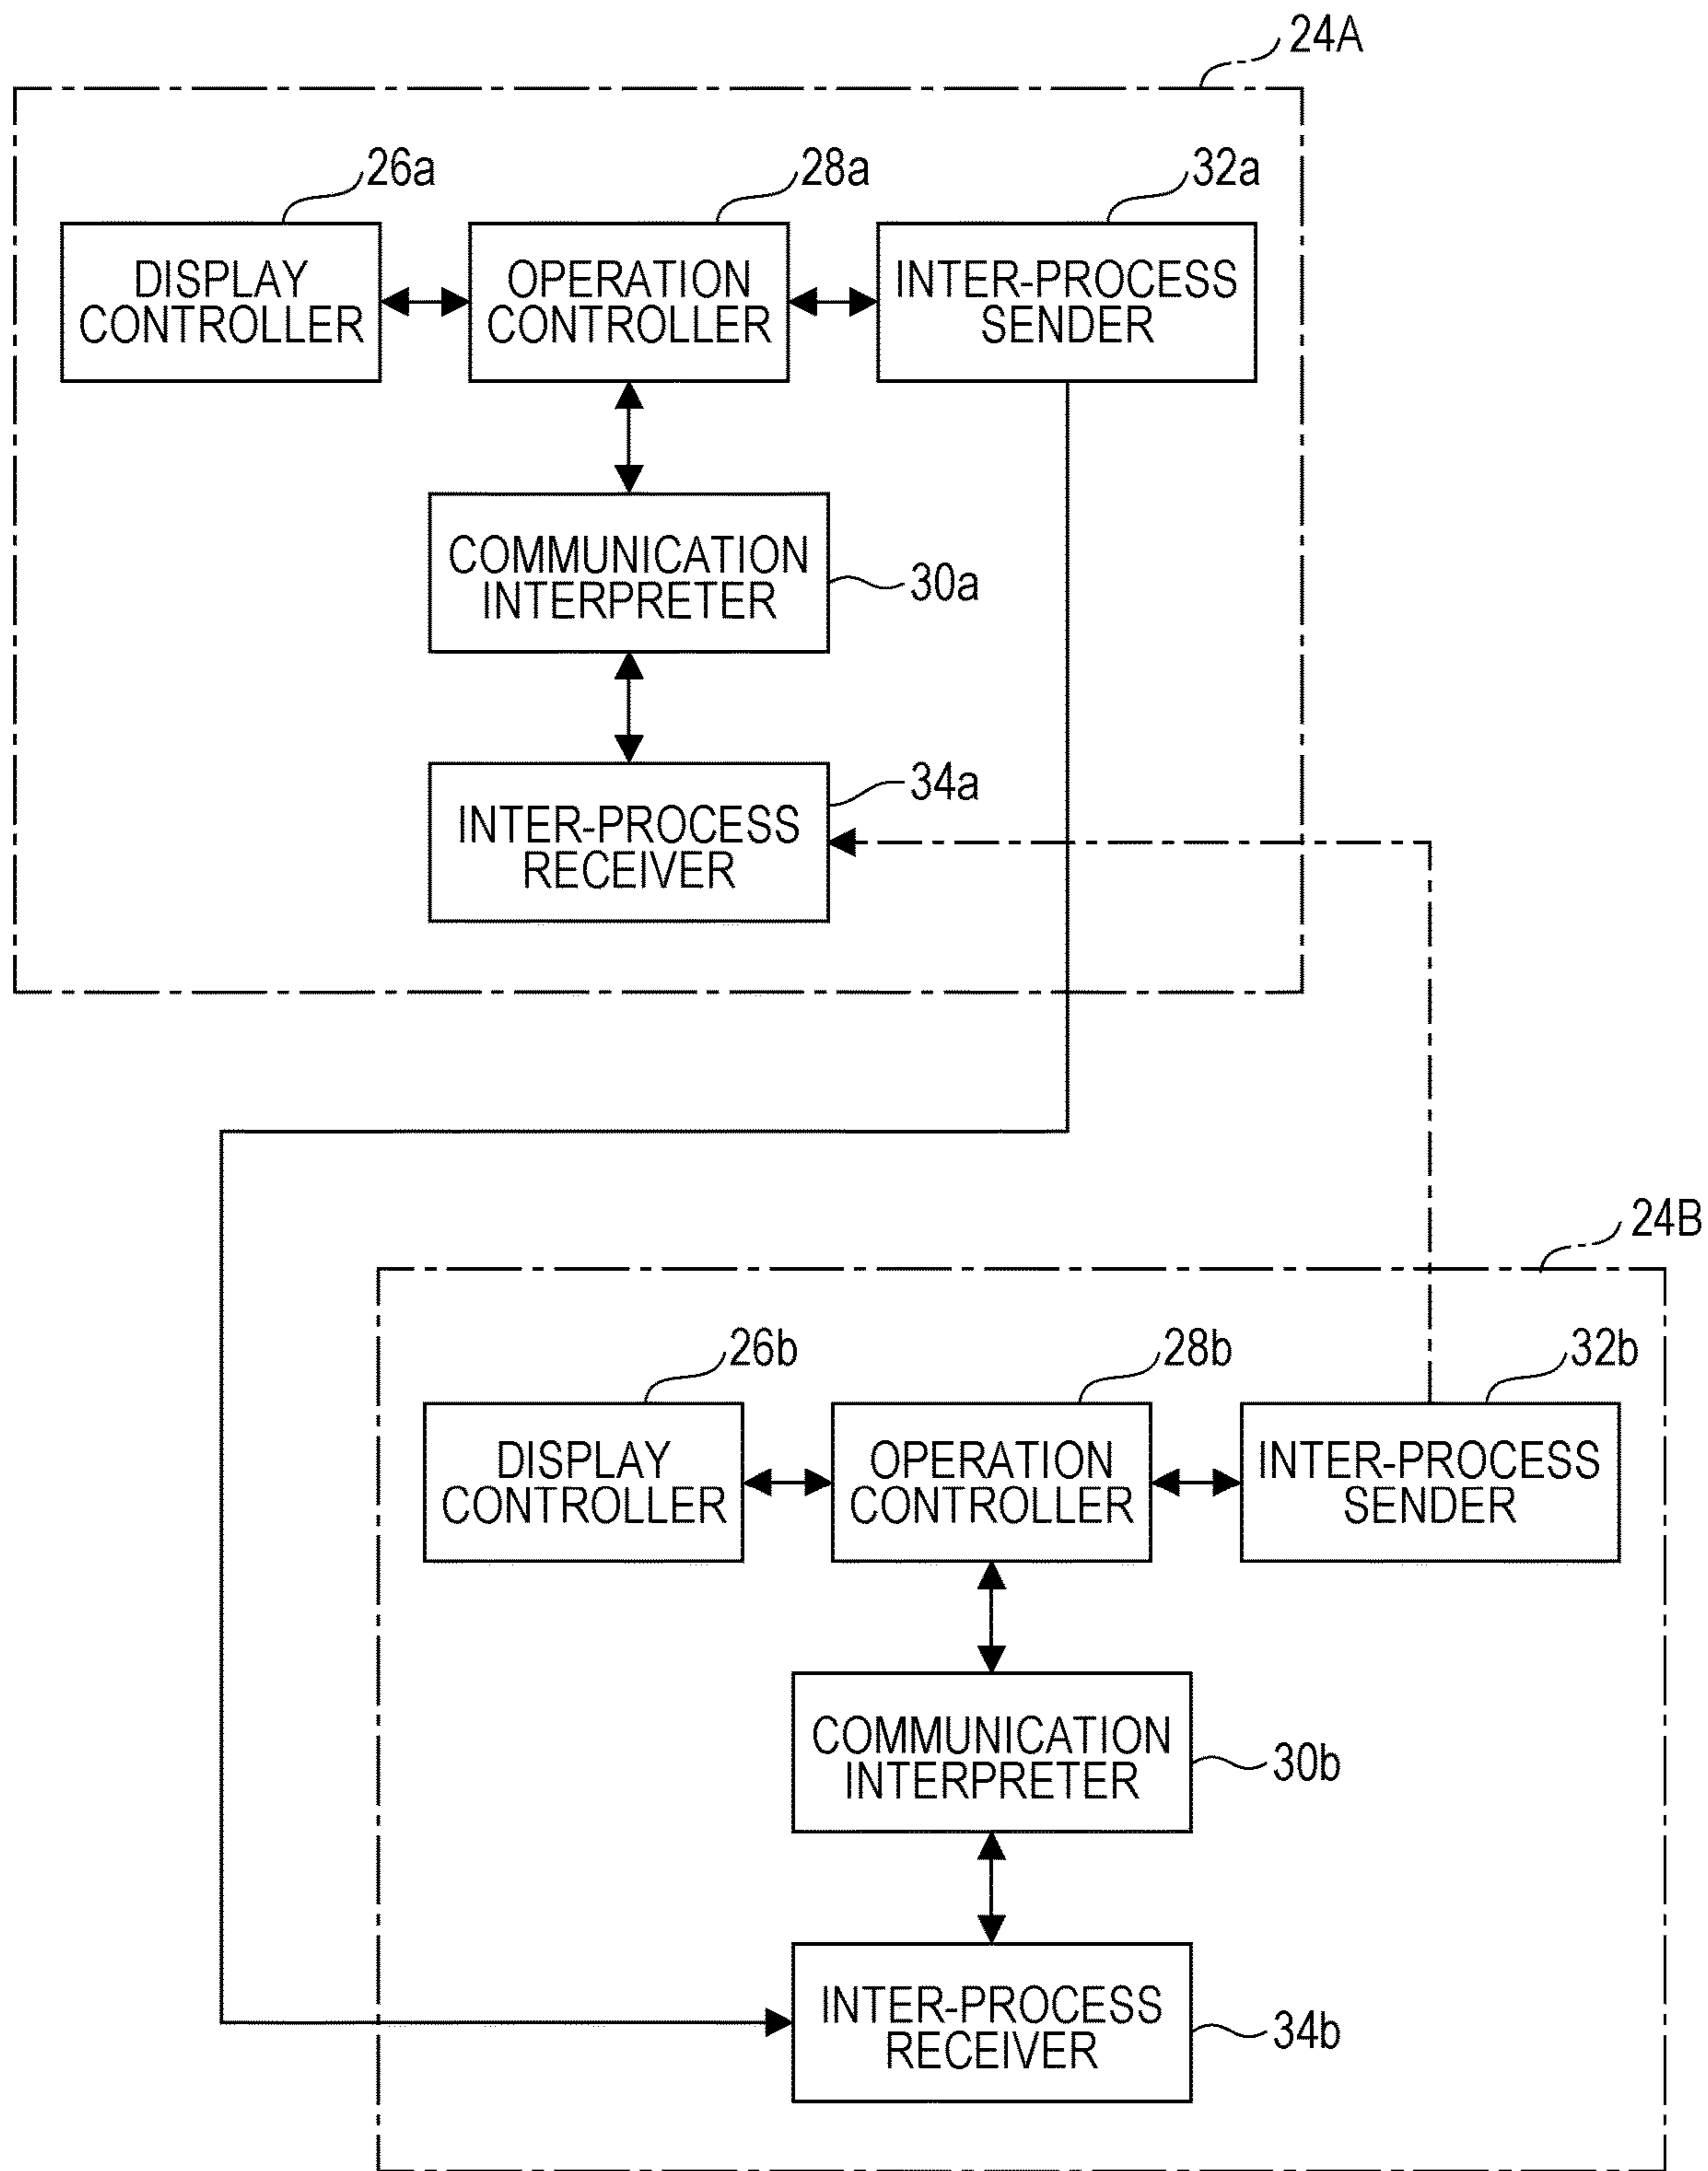 24A
26a
28a
32a
DISPLAY
CONTROLLER
OPERATION
CONTROLLER
INTER-PROCESS
SENDER
COMMUNICATION
INTERPRETER
30a
34a
INTER-PROCESS
RECEIVER
24B
26b
28b
32b
DISPLAY
CONTROLLER
OPERATION
CONTROLLER
INTER-PROCESS
SENDER
COMMUNICATION
INTERPRETER
30b
INTER-PROCESS
RECEIVER
34b